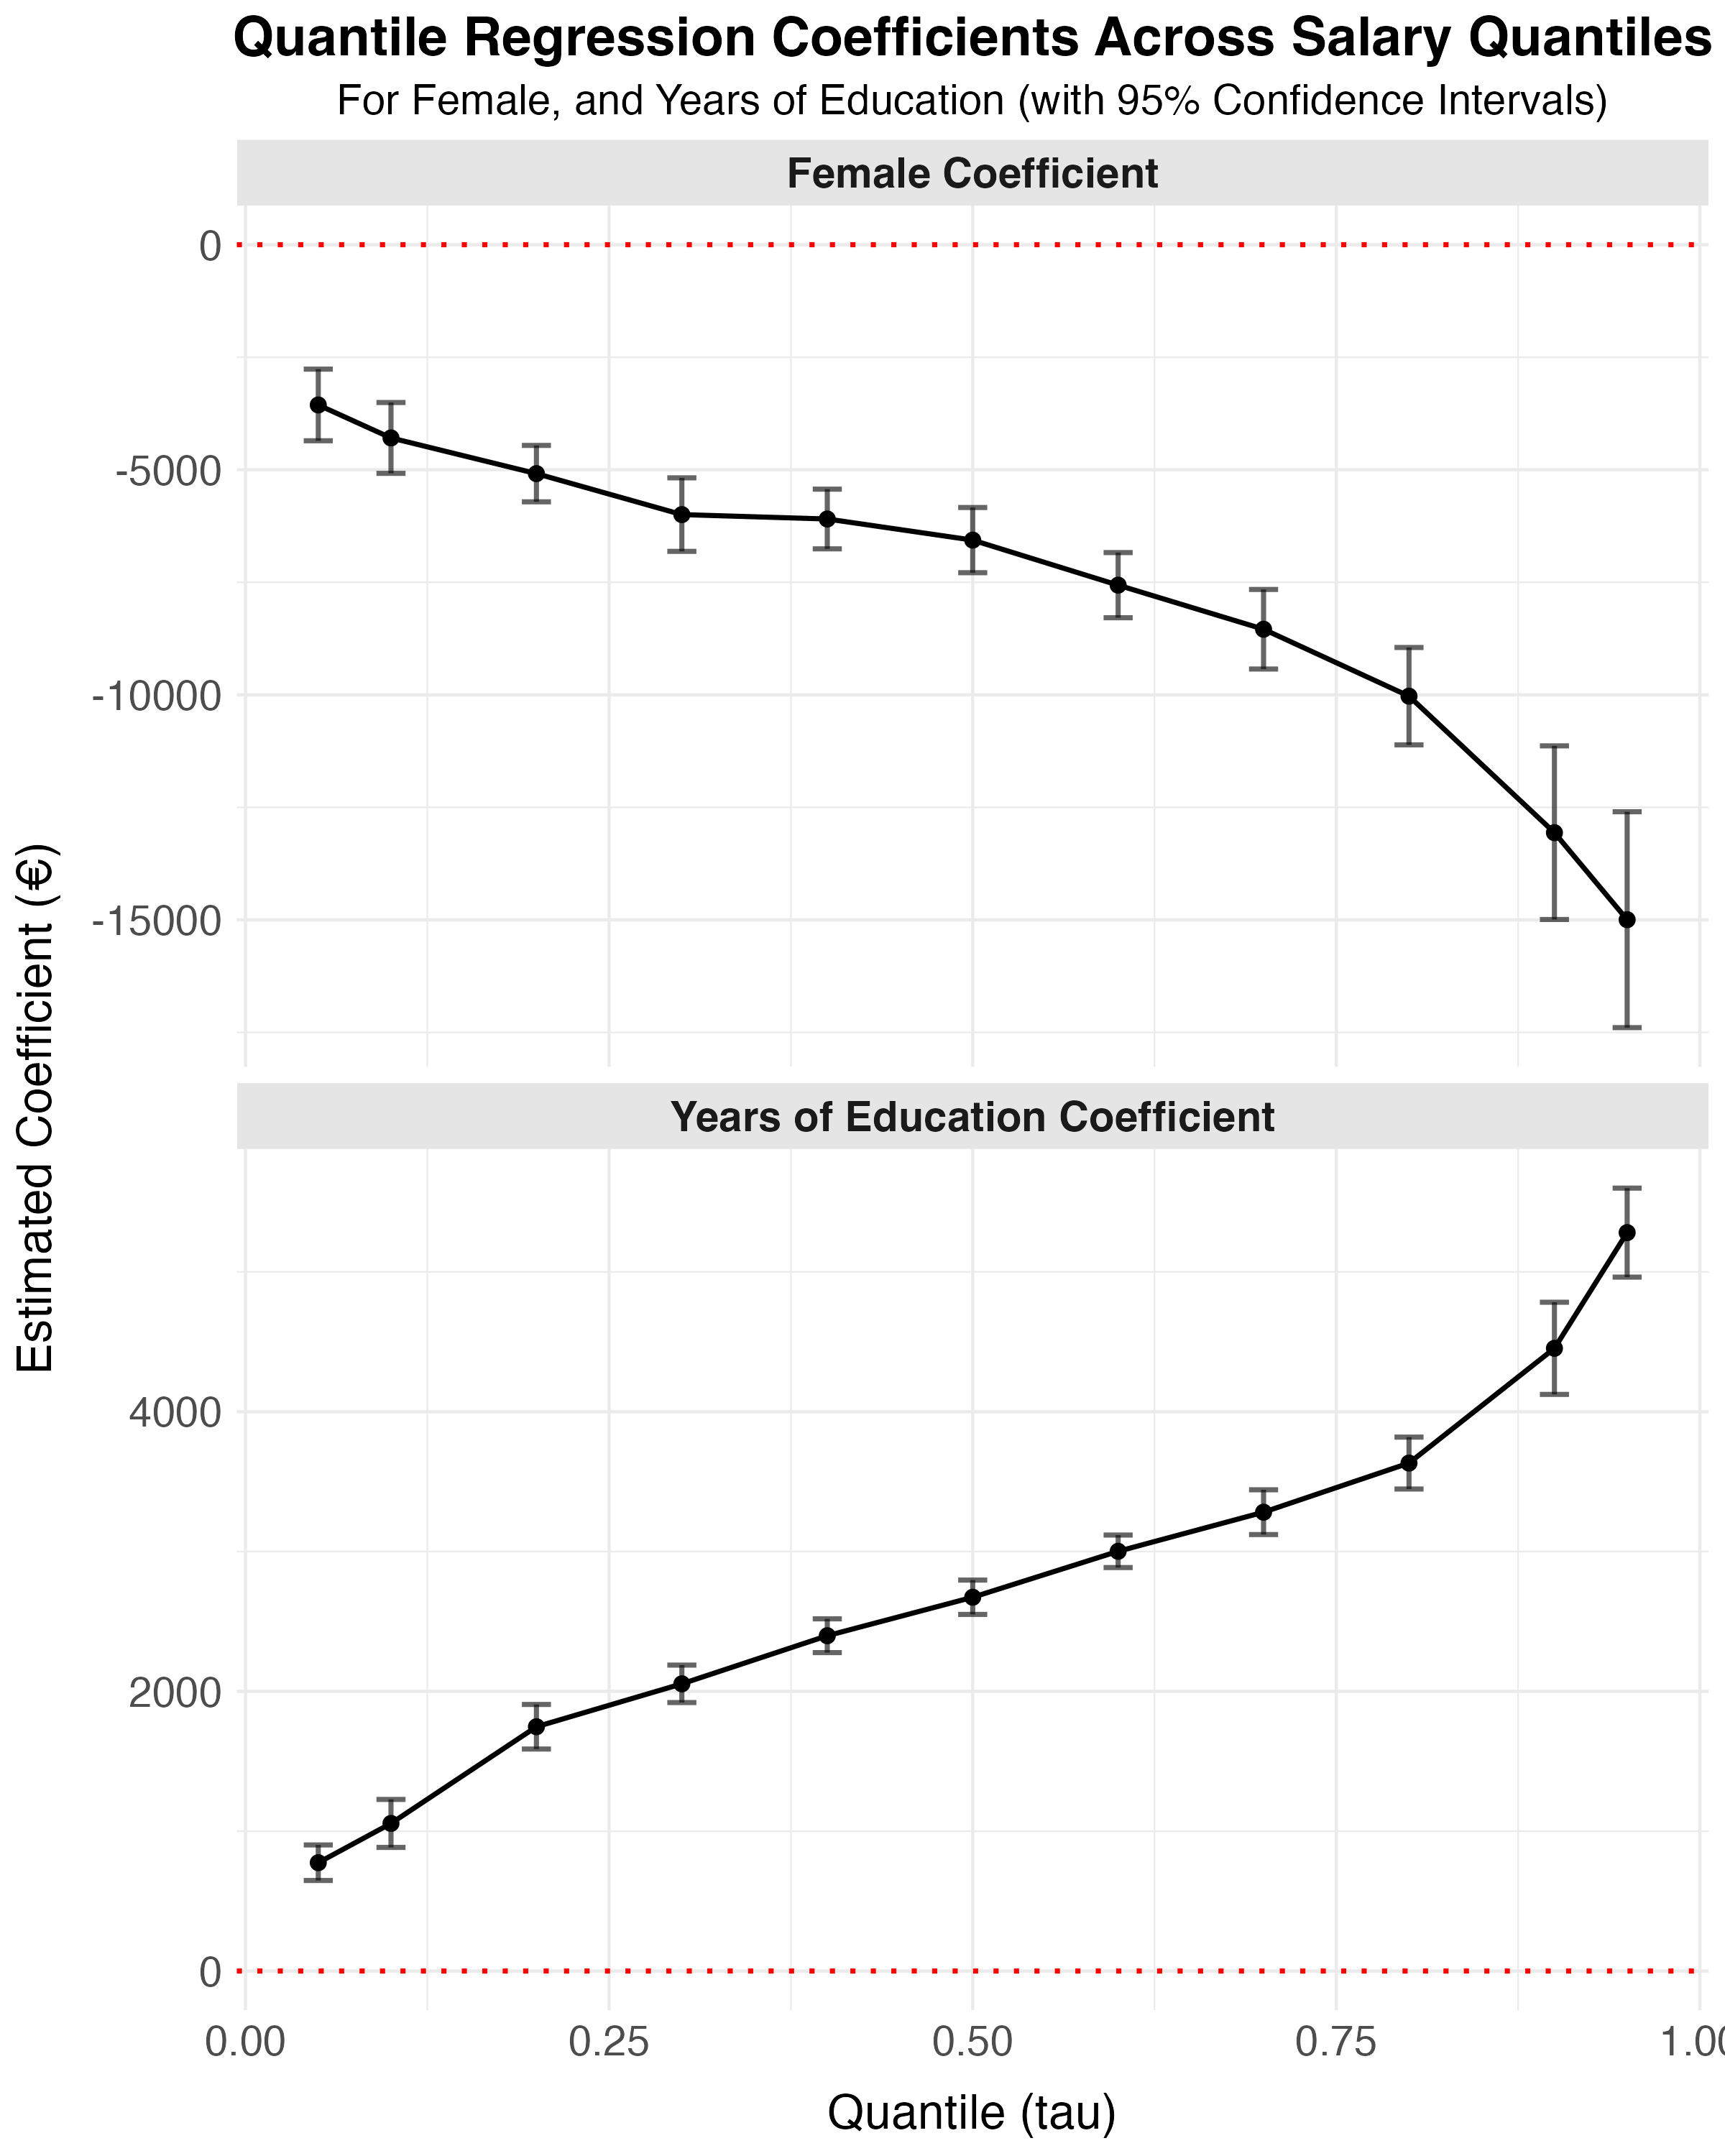 Quantile Regression Coefficients Across Salary Quantiles
For Female, and Years of Education (with 95% Confidence Intervals)
Female Coefficient
0
-5000
-10000
-15000
Estimated Coefficient (€)
Years of Education Coefficient
4000
2000
0
0.00 0.25 0.50 0.75 1.00
Quantile (tau)